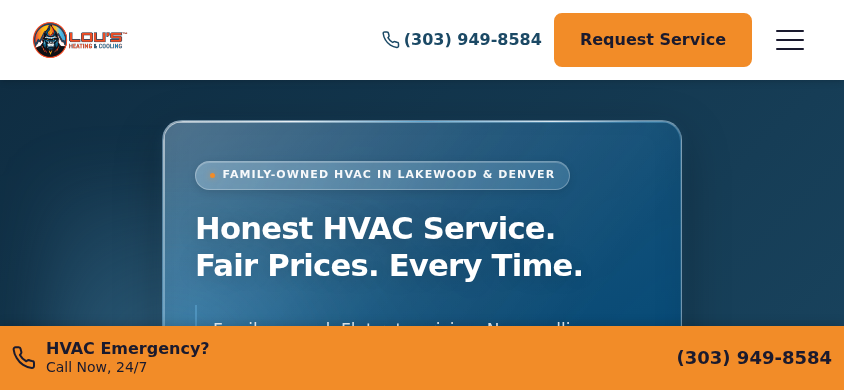 LOU'S
HEATING & COOLING
(303) 949-8584
Request Service
FAMILY-OWNED HVAC IN LAKEWOOD & DENVER
Honest HVAC Service.
Fair Prices. Every Time.
HVAC Emergency?
Call Now, 24/7
(303) 949-8584